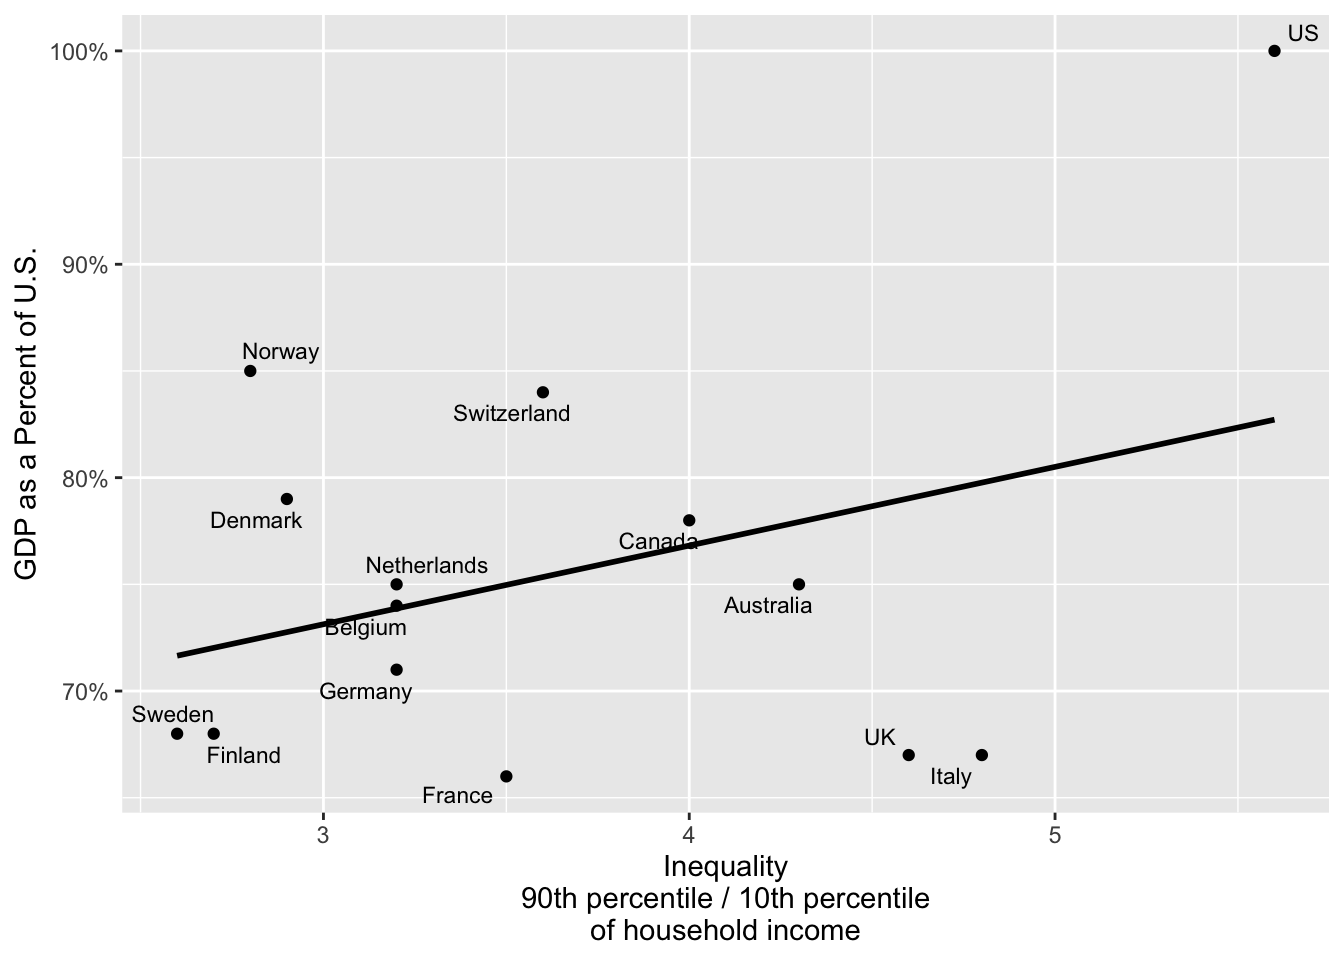 US
100%
90%
Norway
Switzerland
80%
Denmark
Canada
Netherlands
Australia
Belgium
70%
Germany
Sweden
UK
Finland
Italy
France
GDP as a Percent of U.S.
3 4 5
Inequality
90th percentile / 10th percentile
of household income